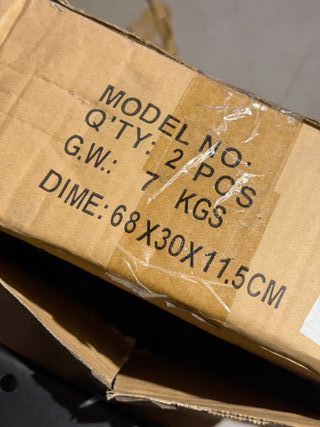 MODEL NO.
Q'TY: 2 PCS
G.W.: 7 KGS
DIME: 68X30X11.5CM